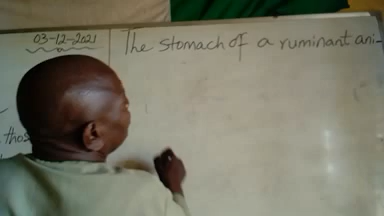 03-12-2021
The stomach of a ruminant ani-
thos